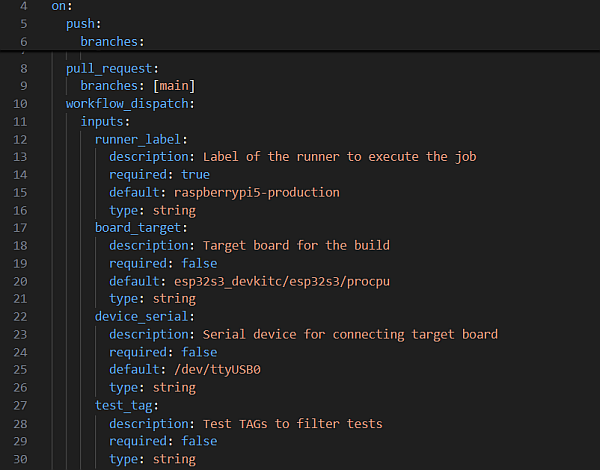 4 on:
5 push:
6 branches:
8 pull_request:
9 branches: [main]
10 workflow_dispatch:
11 inputs:
12 runner_label:
13 description: Label of the runner to execute the job
14 required: true
15 default: raspberrypi5-production
16 type: string
17 board_target:
18 description: Target board for the build
19 required: false
20 default: esp32s3_devkitc/esp32s3/procpu
21 type: string
22 device_serial:
23 description: Serial device for connecting target board
24 required: false
25 default: /dev/ttyUSB0
26 type: string
27 test_tag:
28 description: Test TAGs to filter tests
29 required: false
30 type: string